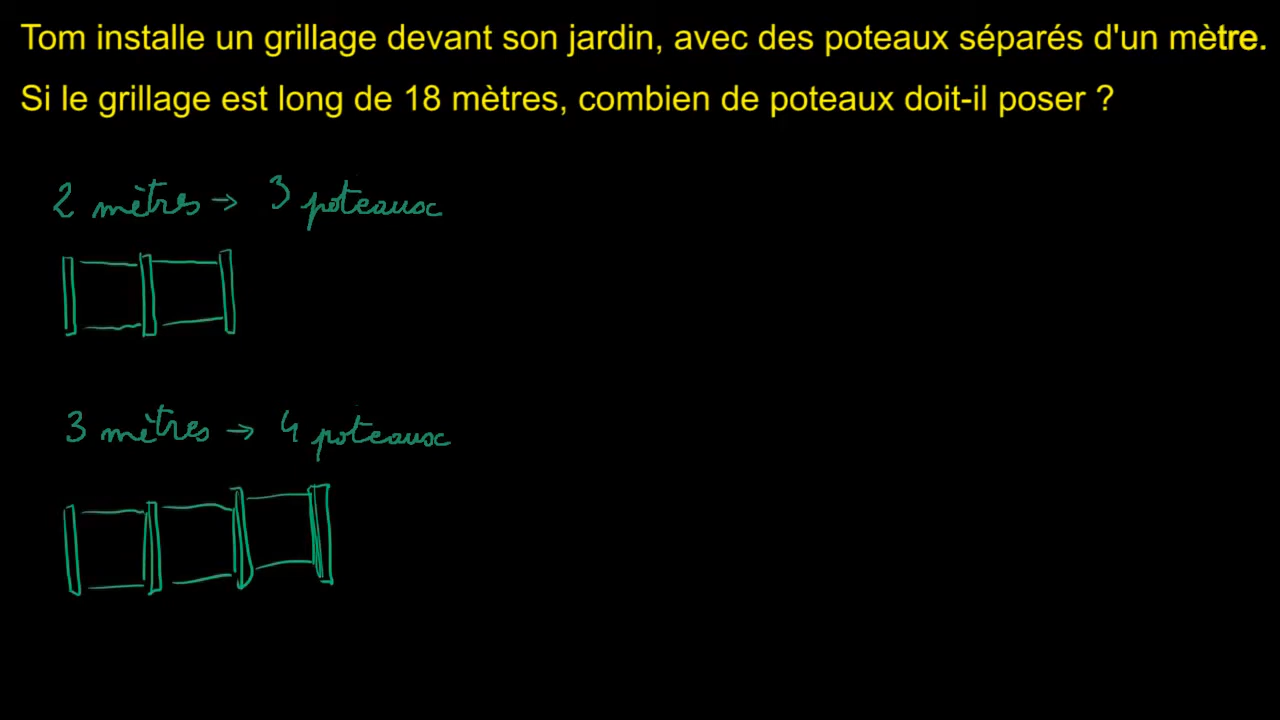 Tom installe un grillage devant son jardin, avec des poteaux séparés d'un mètre.
Si le grillage est long de 18 mètres, combien de poteaux doit-il poser ?
2 mètres → 3 poteaux
3 mètres → 4 poteaux